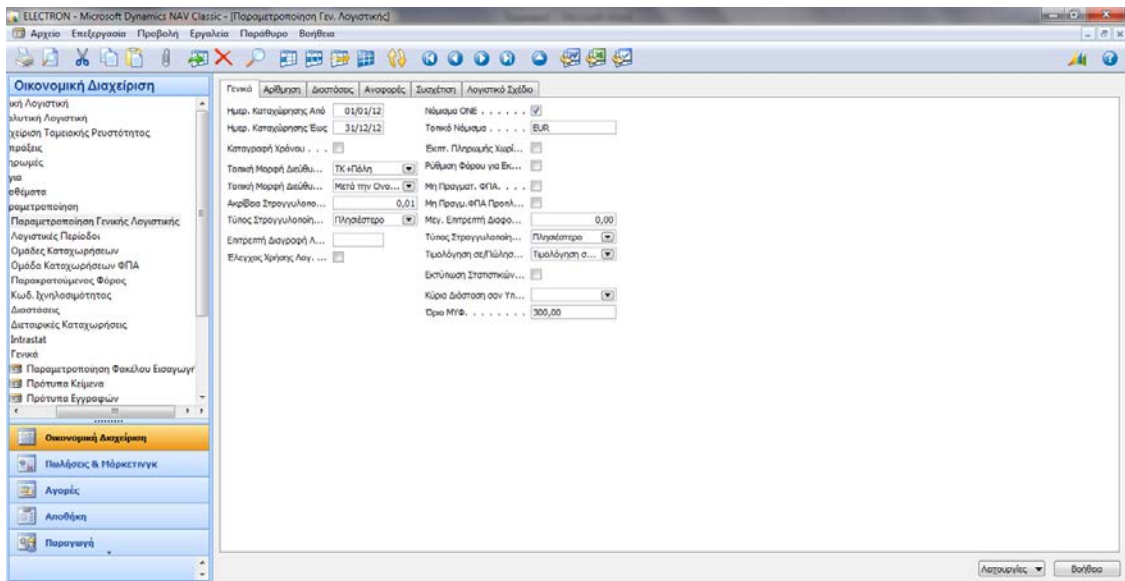 ELECTRON - Microsoft Dynamics NAV Classic - [Παραμετροποίηση Γεν. Λογιστικής]
Αρχείο Επεξεργασία Προβολή Εργαλεία Παράθυρο Βοήθεια
Οικονομική Διαχείριση
ική Λογιστική
αλυτική Λογιστική
χείριση Ταμειακής Ρευστότητας
πράξεις
ηρωμές
για
οθέματα
ραμετροποίηση
Παραμετροποίηση Γενικής Λογιστικής
Λογιστικές Περίοδοι
Ομάδες Καταχωρήσεων
Ομάδα Καταχωρήσεων ΦΠΑ
Παρακρατούμενος Φόρος
Κωδ. Ιχνηλασιμότητας
Διαστάσεις
Διεταιρικές Καταχωρήσεις
Intrastat
Γενικά
Παραμετροποίηση Φακέλου Εισαγωγή
Πρότυπα Κείμενα
Πρότυπα Εγγραφών
Οικονομική Διαχείριση
Πωλήσεις & Μάρκετινγκ
Αγορές
Αποθήκη
Παραγωγή
Γενικά Αρίθμηση Διαστάσεις Αναφορές Συσχέτιση Λογιστικό Σχέδιο
Ημερ. Καταχώρησης Από 01/01/12
Ημερ. Καταχώρησης Έως 31/12/12
Καταγραφή Χρόνου . . .
Τοπική Μορφή Διεύθυ... ΤΚ+Πόλη
Τοπική Μορφή Διεύθυ... Μετά την Ονο...
Ακρίβεια Στρογγυλοπο... 0,01
Τύπος Στρογγυλοποίη... Πλησιέστερο
Επιτρεπτή Διαγραφή Λ...
Έλεγχος Χρήσης Λογ. ...
Νόμισμα ONE . . . . . .
Τοπικό Νόμισμα . . . . . EUR
Εκπτ. Πληρωμής Χωρί...
Ρύθμιση Φόρου για Εκ...
Μη Πραγματ. ΦΠΑ. . . .
Μη Πραγμ.ΦΠΑ Προπλ...
Μεγ. Επιτρεπτή Διαφο... 0,00
Τύπος Στρογγυλοποίη... Πλησιέστερο
Τιμολόγηση σε/Πώλησ... Τιμολόγηση σ...
Εκτύπωση Στατιστικών...
Κύρια Διάσταση σαν Υπ...
Όριο ΜΥΦ. . . . . . . . 300,00
Λειτουργίες Βοήθεια